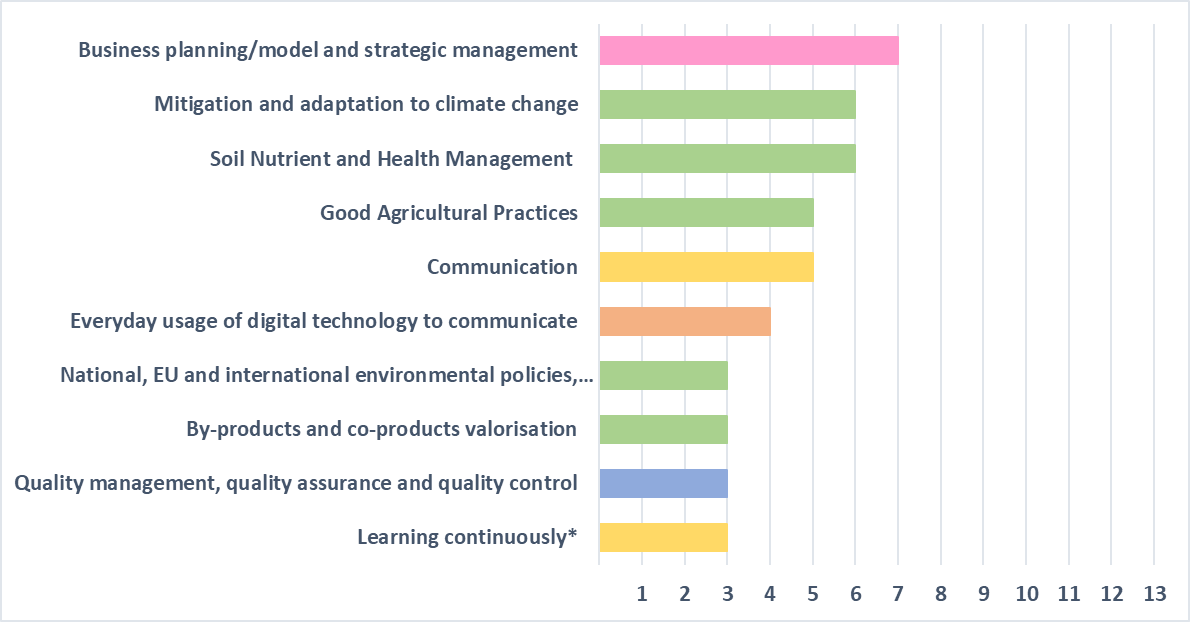 Business planning/model and strategic management
Mitigation and adaptation to climate change
Soil Nutrient and Health Management
Good Agricultural Practices
Communication
Everyday usage of digital technology to communicate
National, EU and international environmental policies,...
By-products and co-products valorisation
Quality management, quality assurance and quality control
Learning continuously*
1 2 3 4 5 6 7 8 9 10 11 12 13